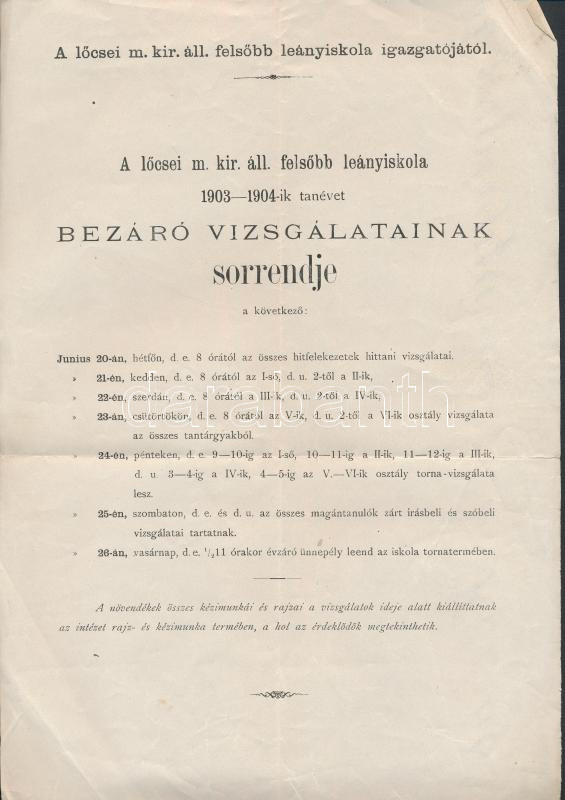 A lőcsei m. kir. áll. felsőbb leányiskola igazgatójától.
A lőcsei m. kir. áll. felsőbb leányiskola
1903—1904-ik tanévet
BEZÁRÓ VIZSGÁLATAINAK
sorrendje
a következő:
Junius 20-án, hétfőn, d. e. 8 órától az összes hitfelekezetek hittani vizsgálatai.
» 21-én, kedden, d. e. 8 órától az I-ső, d. u. 2-től a II-ik,
» 22-én, szerdán, d. e. 8 órától a III-ik, d. u. 2-től a IV-ik,
» 23-án, csütörtökön, d. e. 8 órától az V-ik, d. u. 2-től a VI-ik osztály vizsgálata
az összes tantárgyakból.
» 24-én, pénteken, d. e. 9—10-ig az I-ső, 10—11-ig a II-ik, 11—12-ig a III-ik,
d. u. 3—4-ig a IV-ik, 4—5-ig az V.—VI-ik osztály torna-vizsgálata
lesz.
» 25-én, szombaton, d. e. és d. u. az összes magántanulók zárt írásbeli és szóbeli
vizsgálatai tartatnak.
» 26-án, vasárnap, d. e. 1/211 órakor évzáró ünnepély leend az iskola tornatermében.
A növendékek összes kézimunkái és rajzai a vizsgálatok ideje alatt kiállíttatnak
az intézet rajz- és kézimunka termében, a hol az érdeklődők megtekinthetik.
darabanth